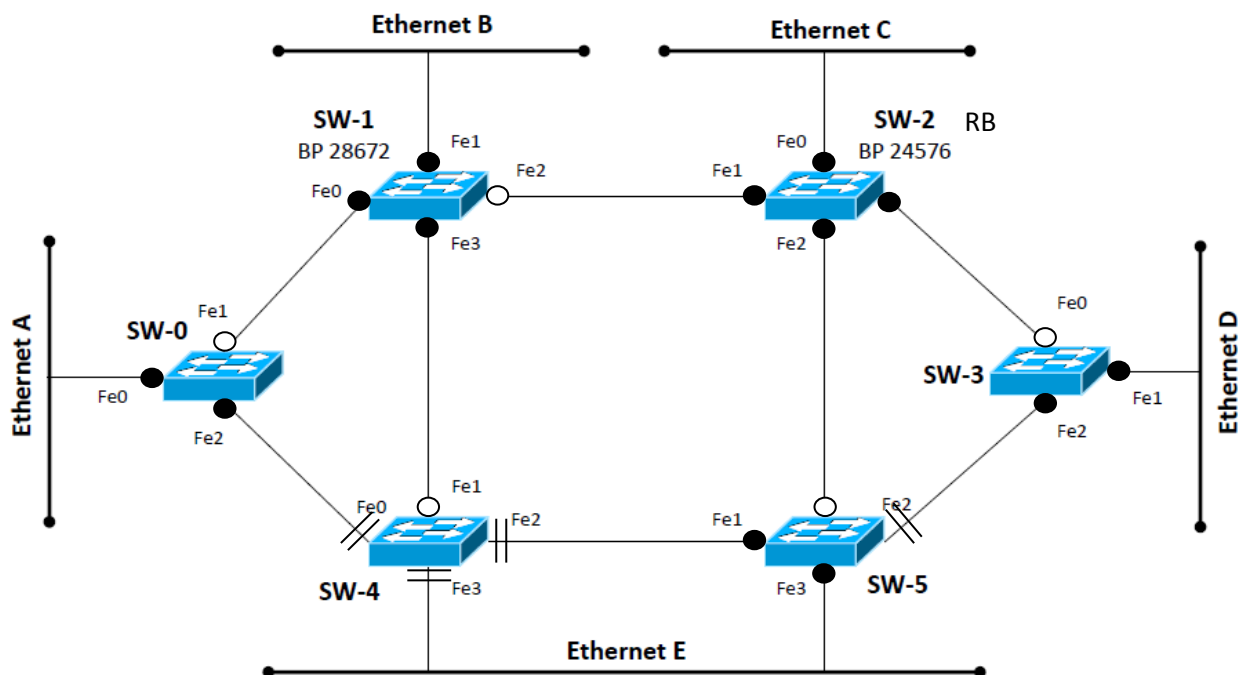 Ethernet B
Ethernet C
SW-1
BP 28672
Fe1
Fe2
Fe0
Fe3
Fe0
SW-2 RB
BP 24576
Fe1
Fe2
Ethernet A
SW-0
Fe1
Fe0
Fe2
Fe0
SW-3
Fe1
Fe2
Ethernet D
Fe0
Fe1
Fe2
SW-4
Fe3
Fe1
Fe2
Fe3
SW-5
Ethernet E